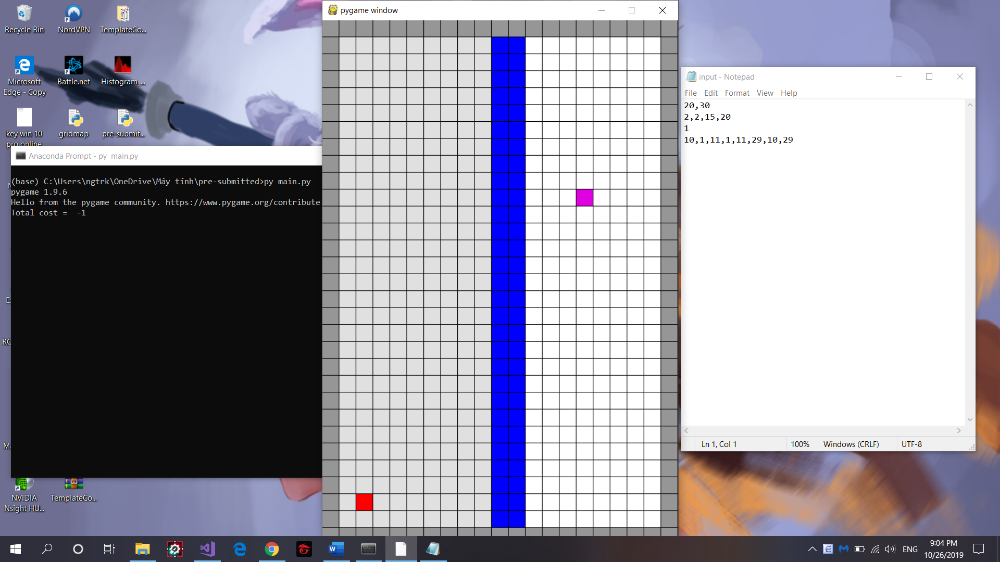 Recycle Bin
NordVPN
TemplateCo...
Microsoft
Edge - Copy
Battle.net
Histogram_...
key win 10
pro online
gridmap
pre-submit...
Anaconda Prompt - py  main.py
(base) C:\Users\ngtrk\OneDrive\Máy tính\pre-submitted>py main.py
pygame 1.9.6
Hello from the pygame community. https://www.pygame.org/contribute
Total cost =  -1
NVIDIA
Nsight HU...
TemplateCo...
pygame window
input - Notepad
File Edit Format View Help
20,30
2,2,15,20
1
10,1,11,1,11,29,10,29
Ln 1, Col 1
100%
Windows (CRLF)
UTF-8
ENG
9:04 PM
10/26/2019